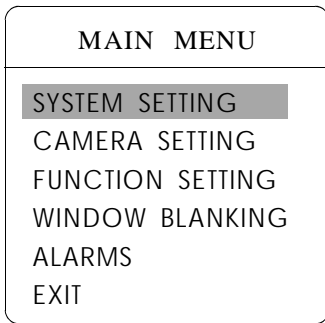 MAIN MENU
SYSTEM SETTING
CAMERA SETTING
FUNCTION SETTING
WINDOW BLANKING
ALARMS
EXIT